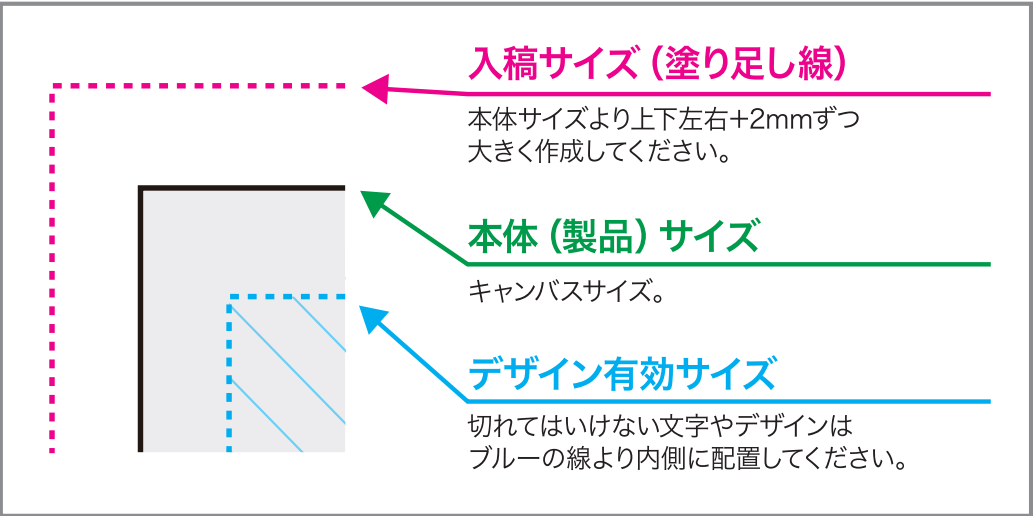 入稿サイズ（塗り足し線）
本体サイズより上下左右+2mmずつ
大きく作成してください。
本体（製品）サイズ
キャンバスサイズ。
デザイン有効サイズ
切れてはいけない文字やデザインは
ブルーの線より内側に配置してください。